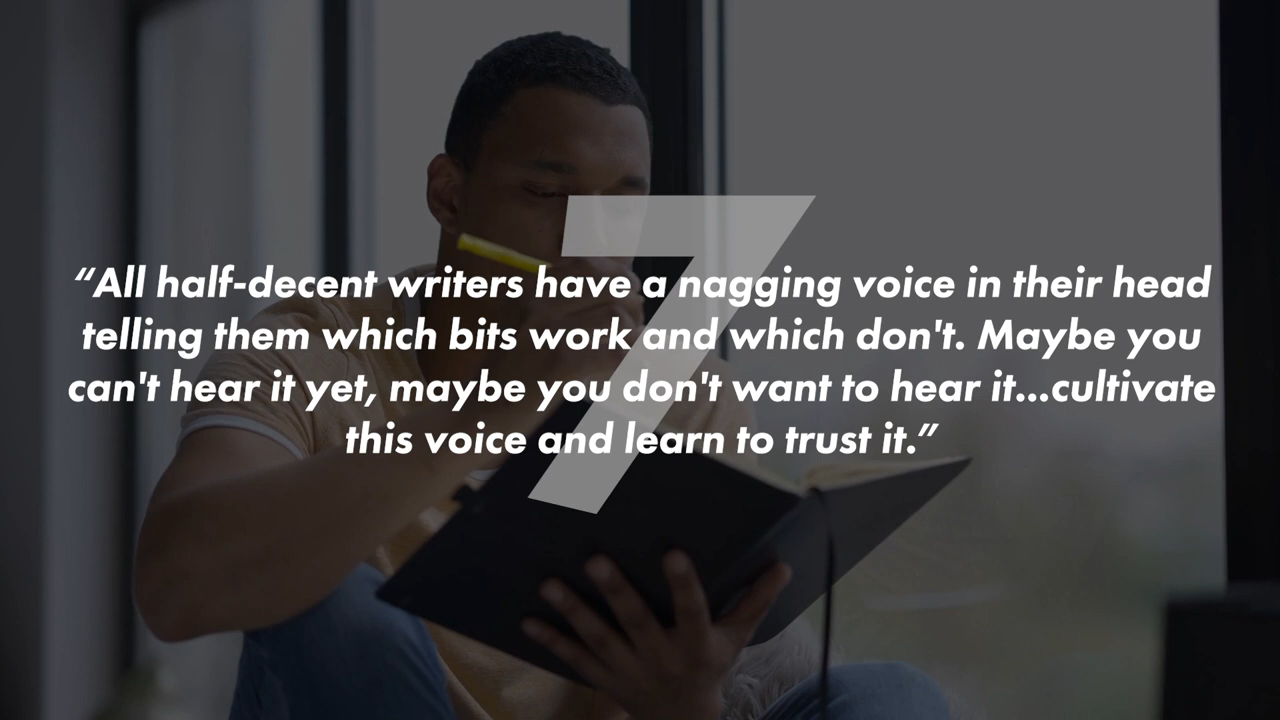 7
“All half-decent writers have a nagging voice in their head
telling them which bits work and which don't. Maybe you
can't hear it yet, maybe you don't want to hear it...cultivate
this voice and learn to trust it.”